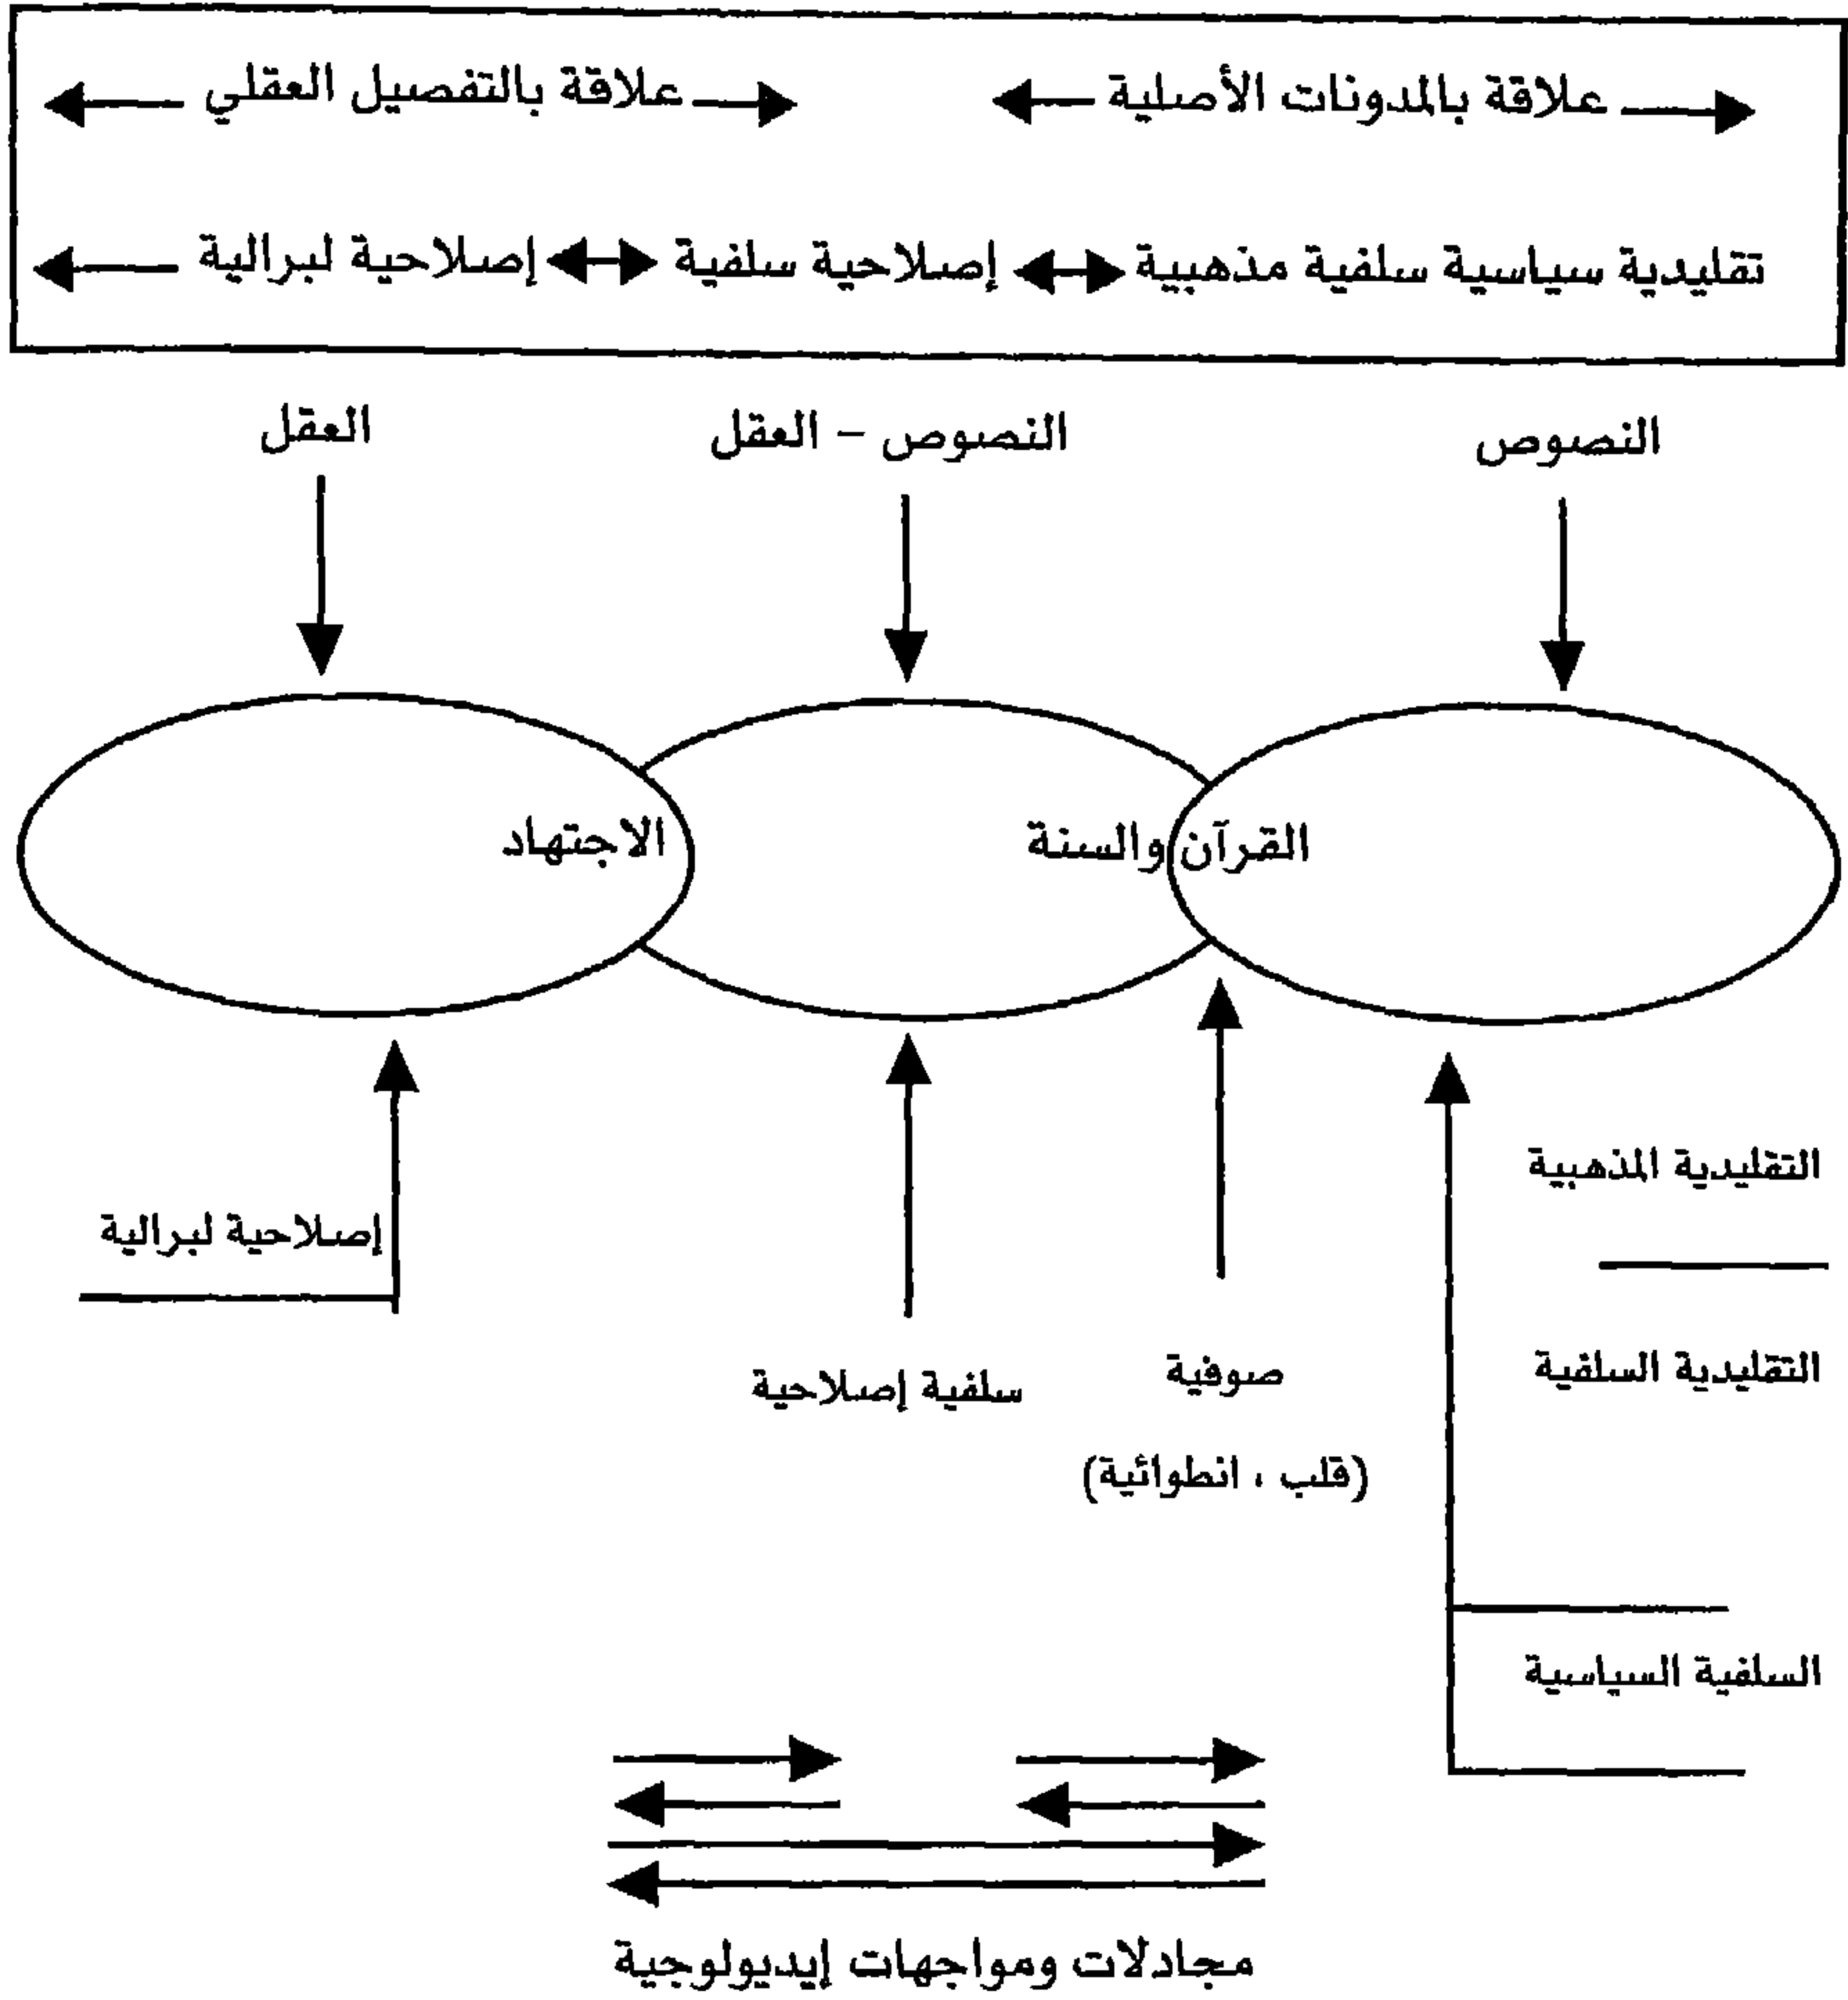 علاقة بالمدونات الأصلية علاقة بالتفصيل العقلي
تقليدية سياسية سلفية مذهبية إصلاحية سلفية إصلاحية لبرالية
النصوص النصوص – العقل العقل
القرآن والسنة الاجتهاد
التقليدية المذهبية
إصلاحية لبرالية
التقليدية السلفية
صوفية
سلفية إصلاحية
(قلب ، انطوائية)
السلفية السياسية
مجادلات ومواجهات إيديولوجية